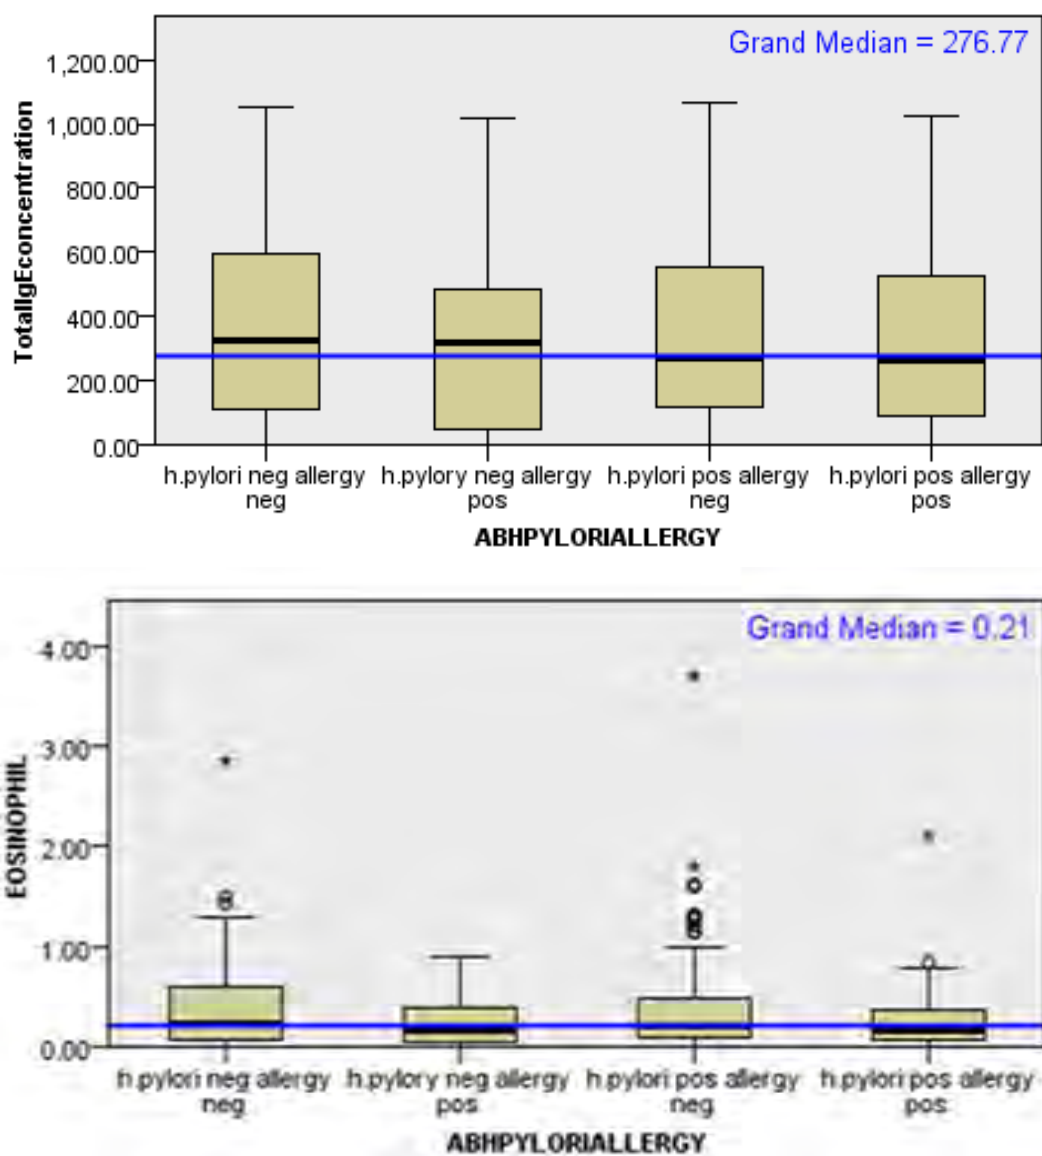 Grand Median = 276.77
1,200.00
1,000.00
800.00
600.00
400.00
200.00
0.00
TotalIgEconcentration
h.pylori neg allergy neg
h.pylory neg allergy pos
h.pylori pos allergy neg
h.pylori pos allergy pos
ABHPYLORIALLERGY
Grand Median = 0.21
4.00
3.00
2.00
1.00
0.00
EOSINOPHIL
h.pylori neg allergy neg
h.pylory neg allergy pos
h.pylori pos allergy neg
h.pylori pos allergy pos
ABHPYLORIALLERGY